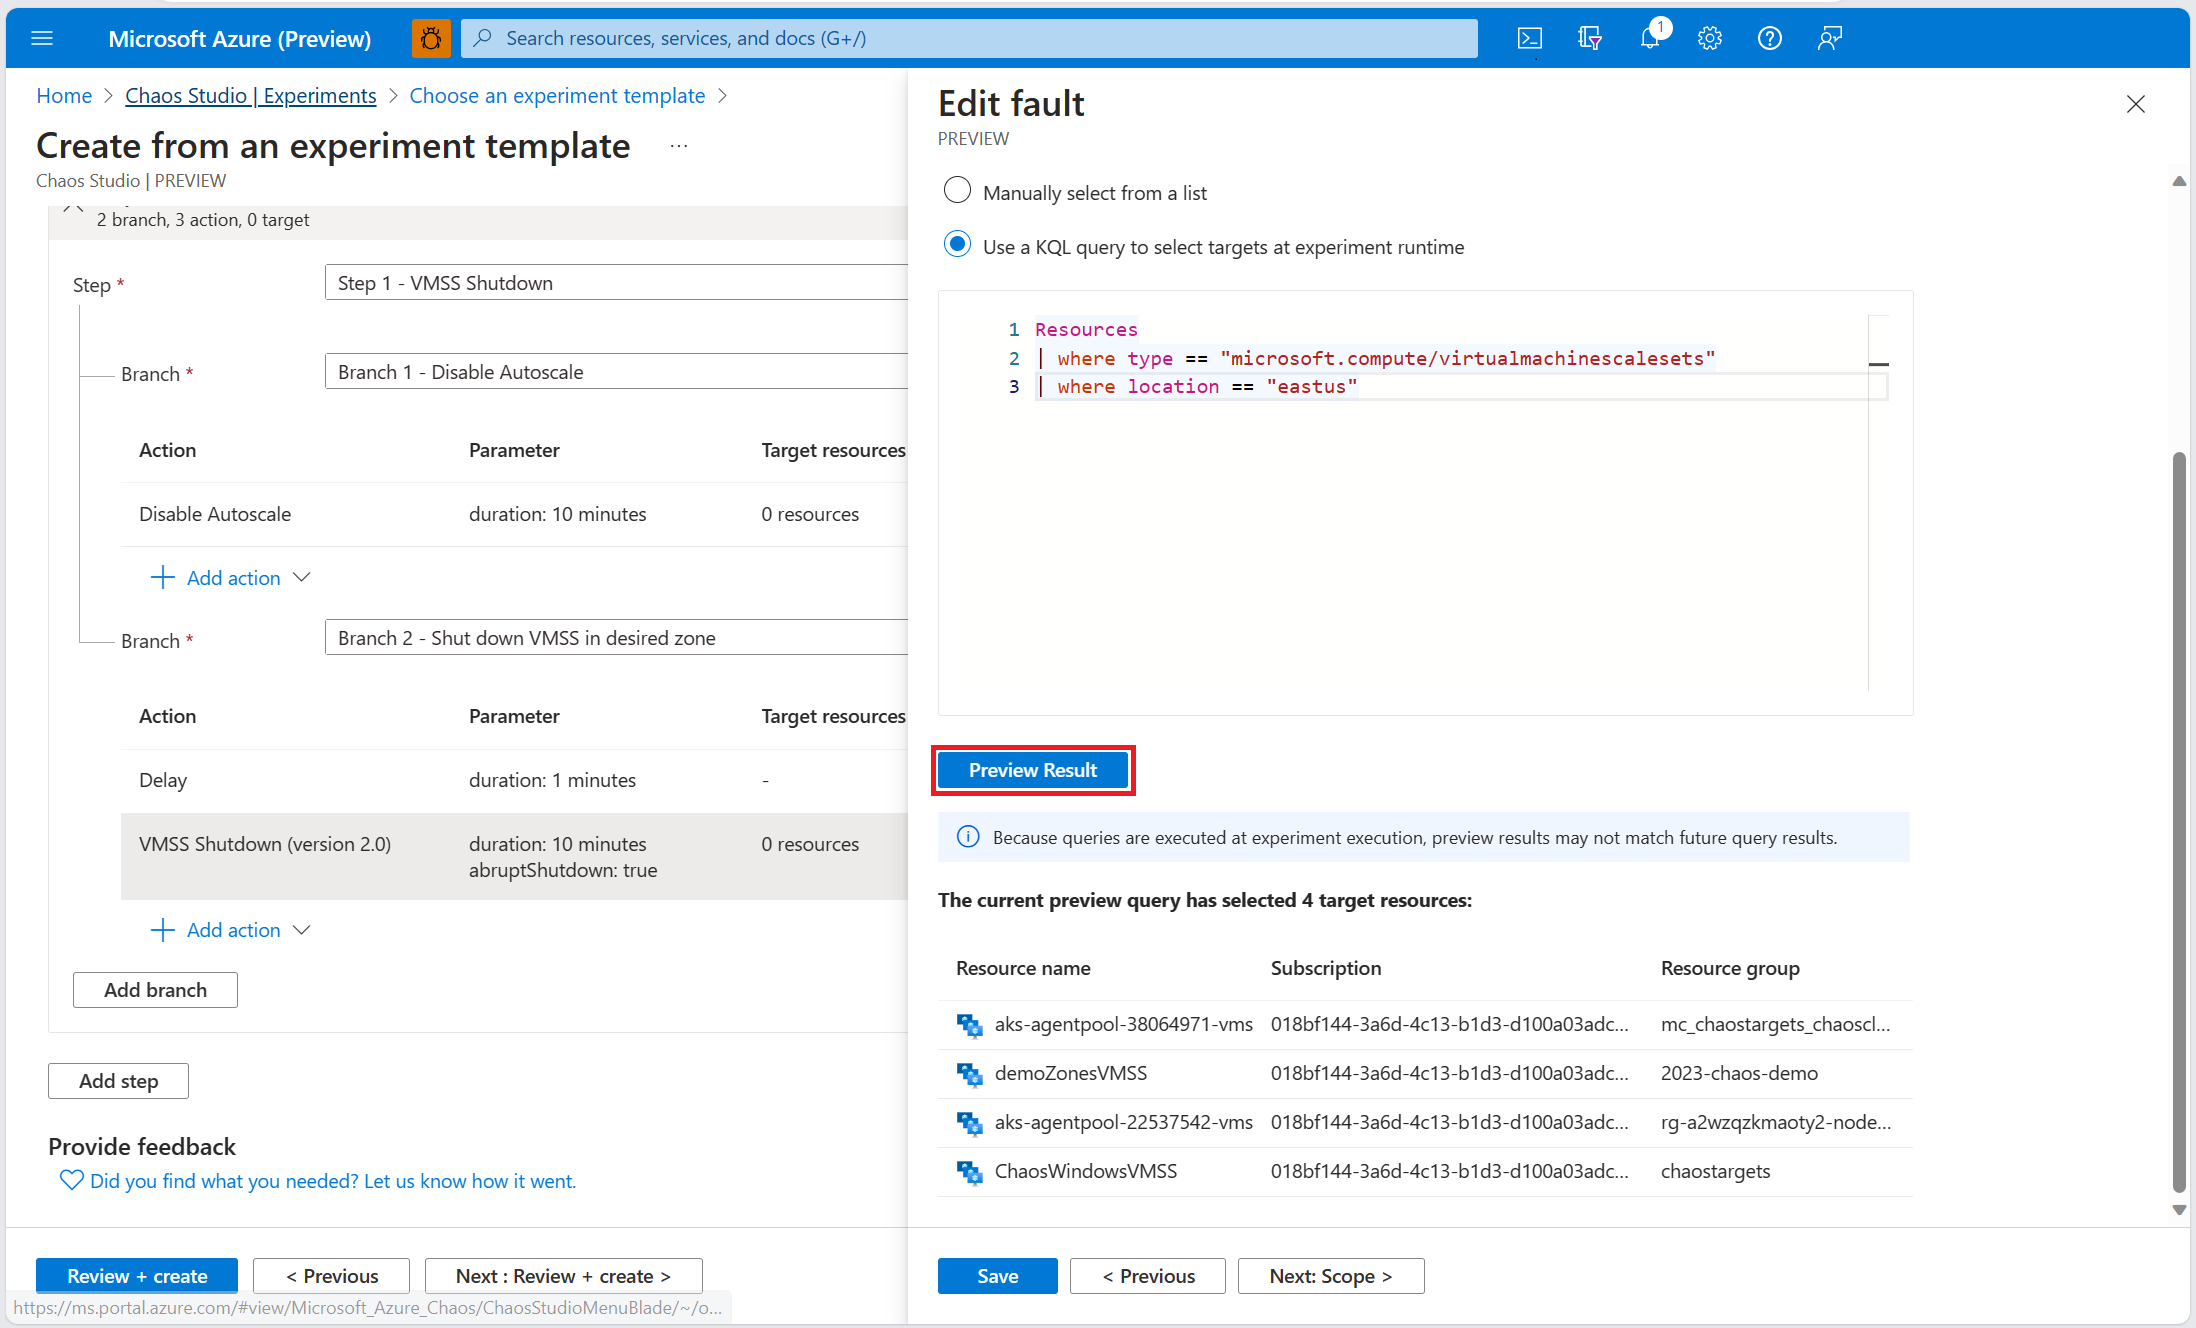 Microsoft Azure (Preview)
Search resources, services, and docs (G+/)
1
Home > Chaos Studio | Experiments > Choose an experiment template >
Create from an experiment template ...
Chaos Studio | PREVIEW
2 branch, 3 action, 0 target
Step *
Step 1 - VMSS Shutdown
Branch *
Branch 1 - Disable Autoscale
Action Parameter Target resources
Disable Autoscale duration: 10 minutes 0 resources
Add action
Branch *
Branch 2 - Shut down VMSS in desired zone
Action Parameter Target resources
Delay duration: 1 minutes -
VMSS Shutdown (version 2.0) duration: 10 minutes 0 resources
abruptShutdown: true
Add action
Add branch
Add step
Provide feedback
Did you find what you needed? Let us know how it went.
Review + create
< Previous
Next : Review + create >
https://ms.portal.azure.com/#view/Microsoft_Azure_Chaos/ChaosStudioMenuBlade/~/o...
Edit fault
PREVIEW
Manually select from a list
Use a KQL query to select targets at experiment runtime
1 Resources
2 | where type == "microsoft.compute/virtualmachinescalesets"
3 | where location == "eastus"
Preview Result
Because queries are executed at experiment execution, preview results may not match future query results.
The current preview query has selected 4 target resources:
Resource name Subscription Resource group
aks-agentpool-38064971-vms 018bf144-3a6d-4c13-b1d3-d100a03adc... mc_chaostargets_chaoscl...
demoZonesVMSS 018bf144-3a6d-4c13-b1d3-d100a03adc... 2023-chaos-demo
aks-agentpool-22537542-vms 018bf144-3a6d-4c13-b1d3-d100a03adc... rg-a2wzqzkmaoty2-node...
ChaosWindowsVMSS 018bf144-3a6d-4c13-b1d3-d100a03adc... chaostargets
Save
< Previous
Next: Scope >